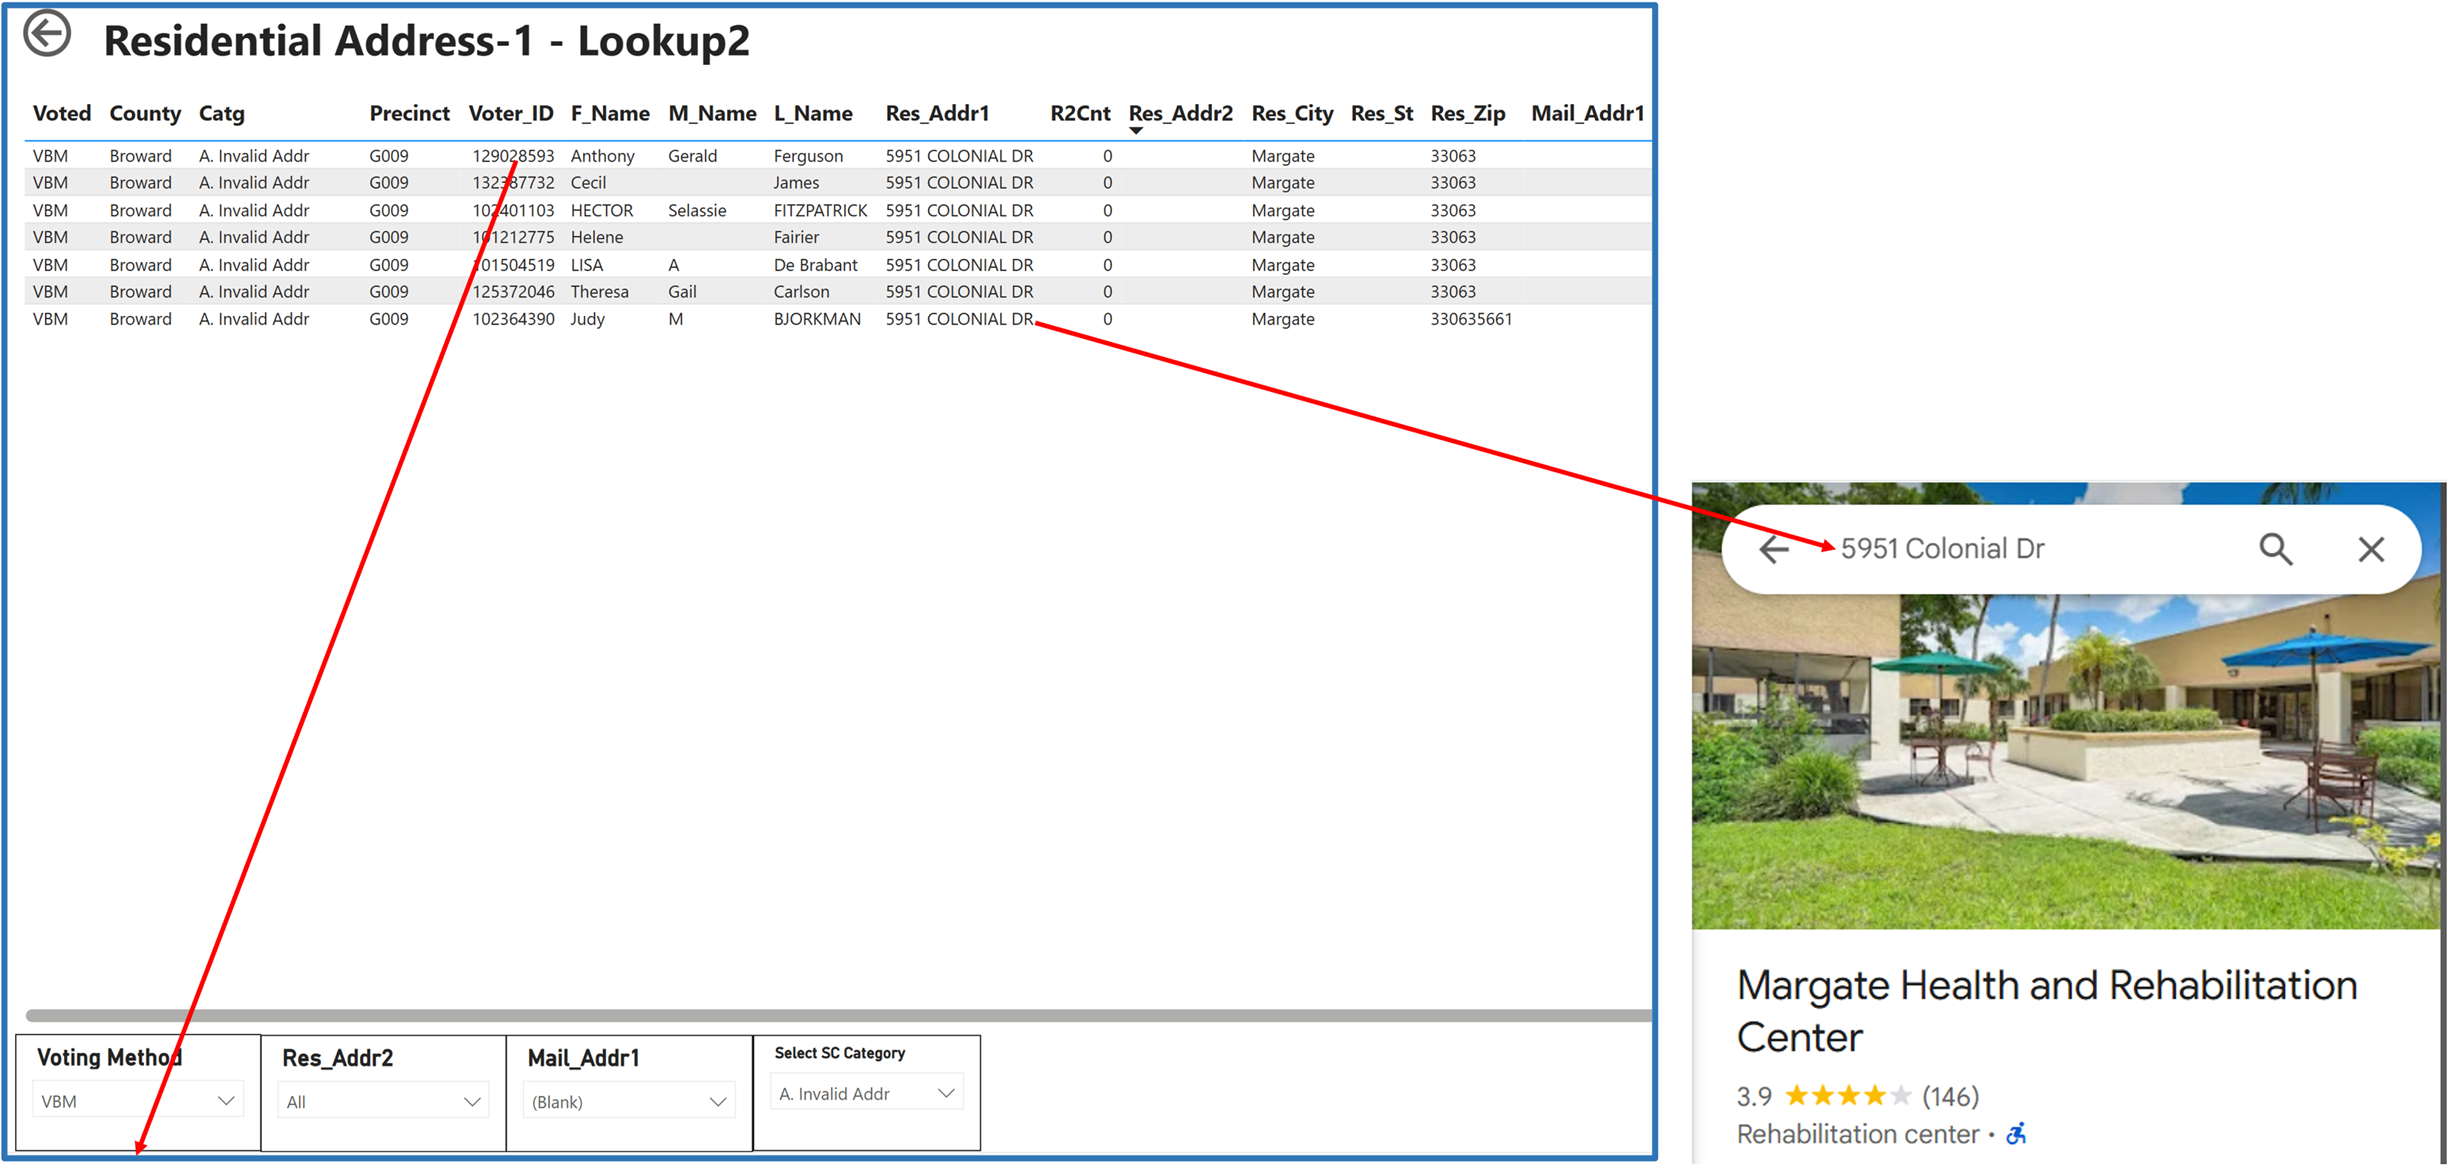 Residential Address-1 - Lookup2
Voted County Catg Precinct Voter_ID F_Name M_Name L_Name Res_Addr1 R2Cnt Res_Addr2 Res_City Res_St Res_Zip Mail_Addr1
VBM Broward A. Invalid Addr G009 129028593 Anthony Gerald Ferguson 5951 COLONIAL DR 0 Margate 33063
VBM Broward A. Invalid Addr G009 132387732 Cecil James 5951 COLONIAL DR 0 Margate 33063
VBM Broward A. Invalid Addr G009 102401103 HECTOR Selassie FITZPATRICK 5951 COLONIAL DR 0 Margate 33063
VBM Broward A. Invalid Addr G009 101212775 Helene Fairier 5951 COLONIAL DR 0 Margate 33063
VBM Broward A. Invalid Addr G009 101504519 LISA A De Brabant 5951 COLONIAL DR 0 Margate 33063
VBM Broward A. Invalid Addr G009 125372046 Theresa Gail Carlson 5951 COLONIAL DR 0 Margate 33063
VBM Broward A. Invalid Addr G009 102364390 Judy M BJORKMAN 5951 COLONIAL DR 0 Margate 330635661
Voting Method
VBM
Res_Addr2
All
Mail_Addr1
(Blank)
Select SC Category
A. Invalid Addr
5951 Colonial Dr
Margate Health and Rehabilitation
Center
3.9 (146)
Rehabilitation center ·